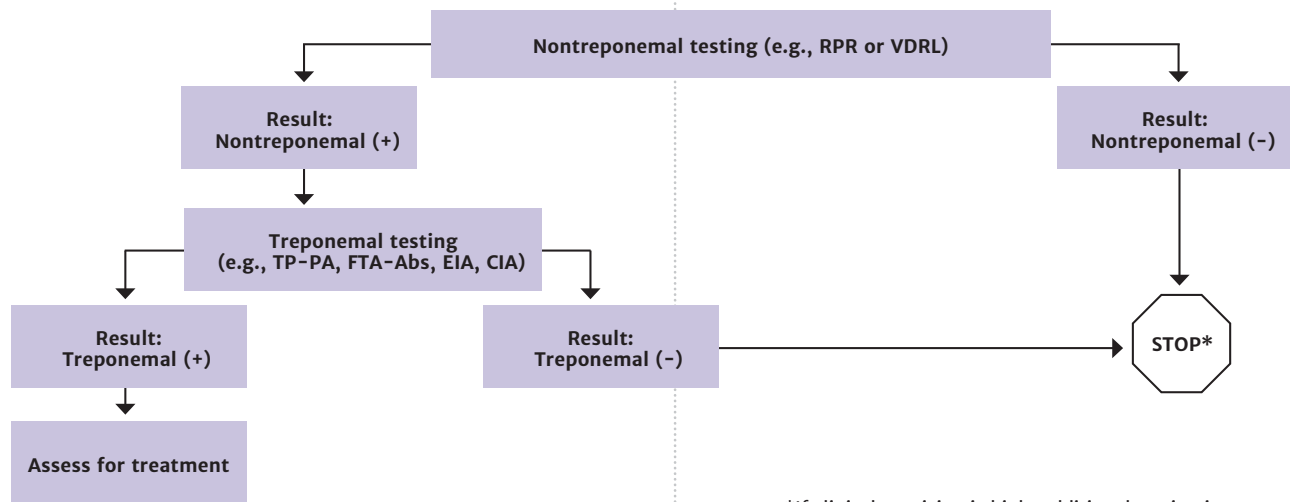 Nontreponemal testing (e.g., RPR or VDRL)
Result:
Nontreponemal (+)
Result:
Nontreponemal (-)
Treponemal testing
(e.g., TP-PA, FTA-Abs, EIA, CIA)
Result:
Treponemal (+)
Result:
Treponemal (-)
STOP*
Assess for treatment